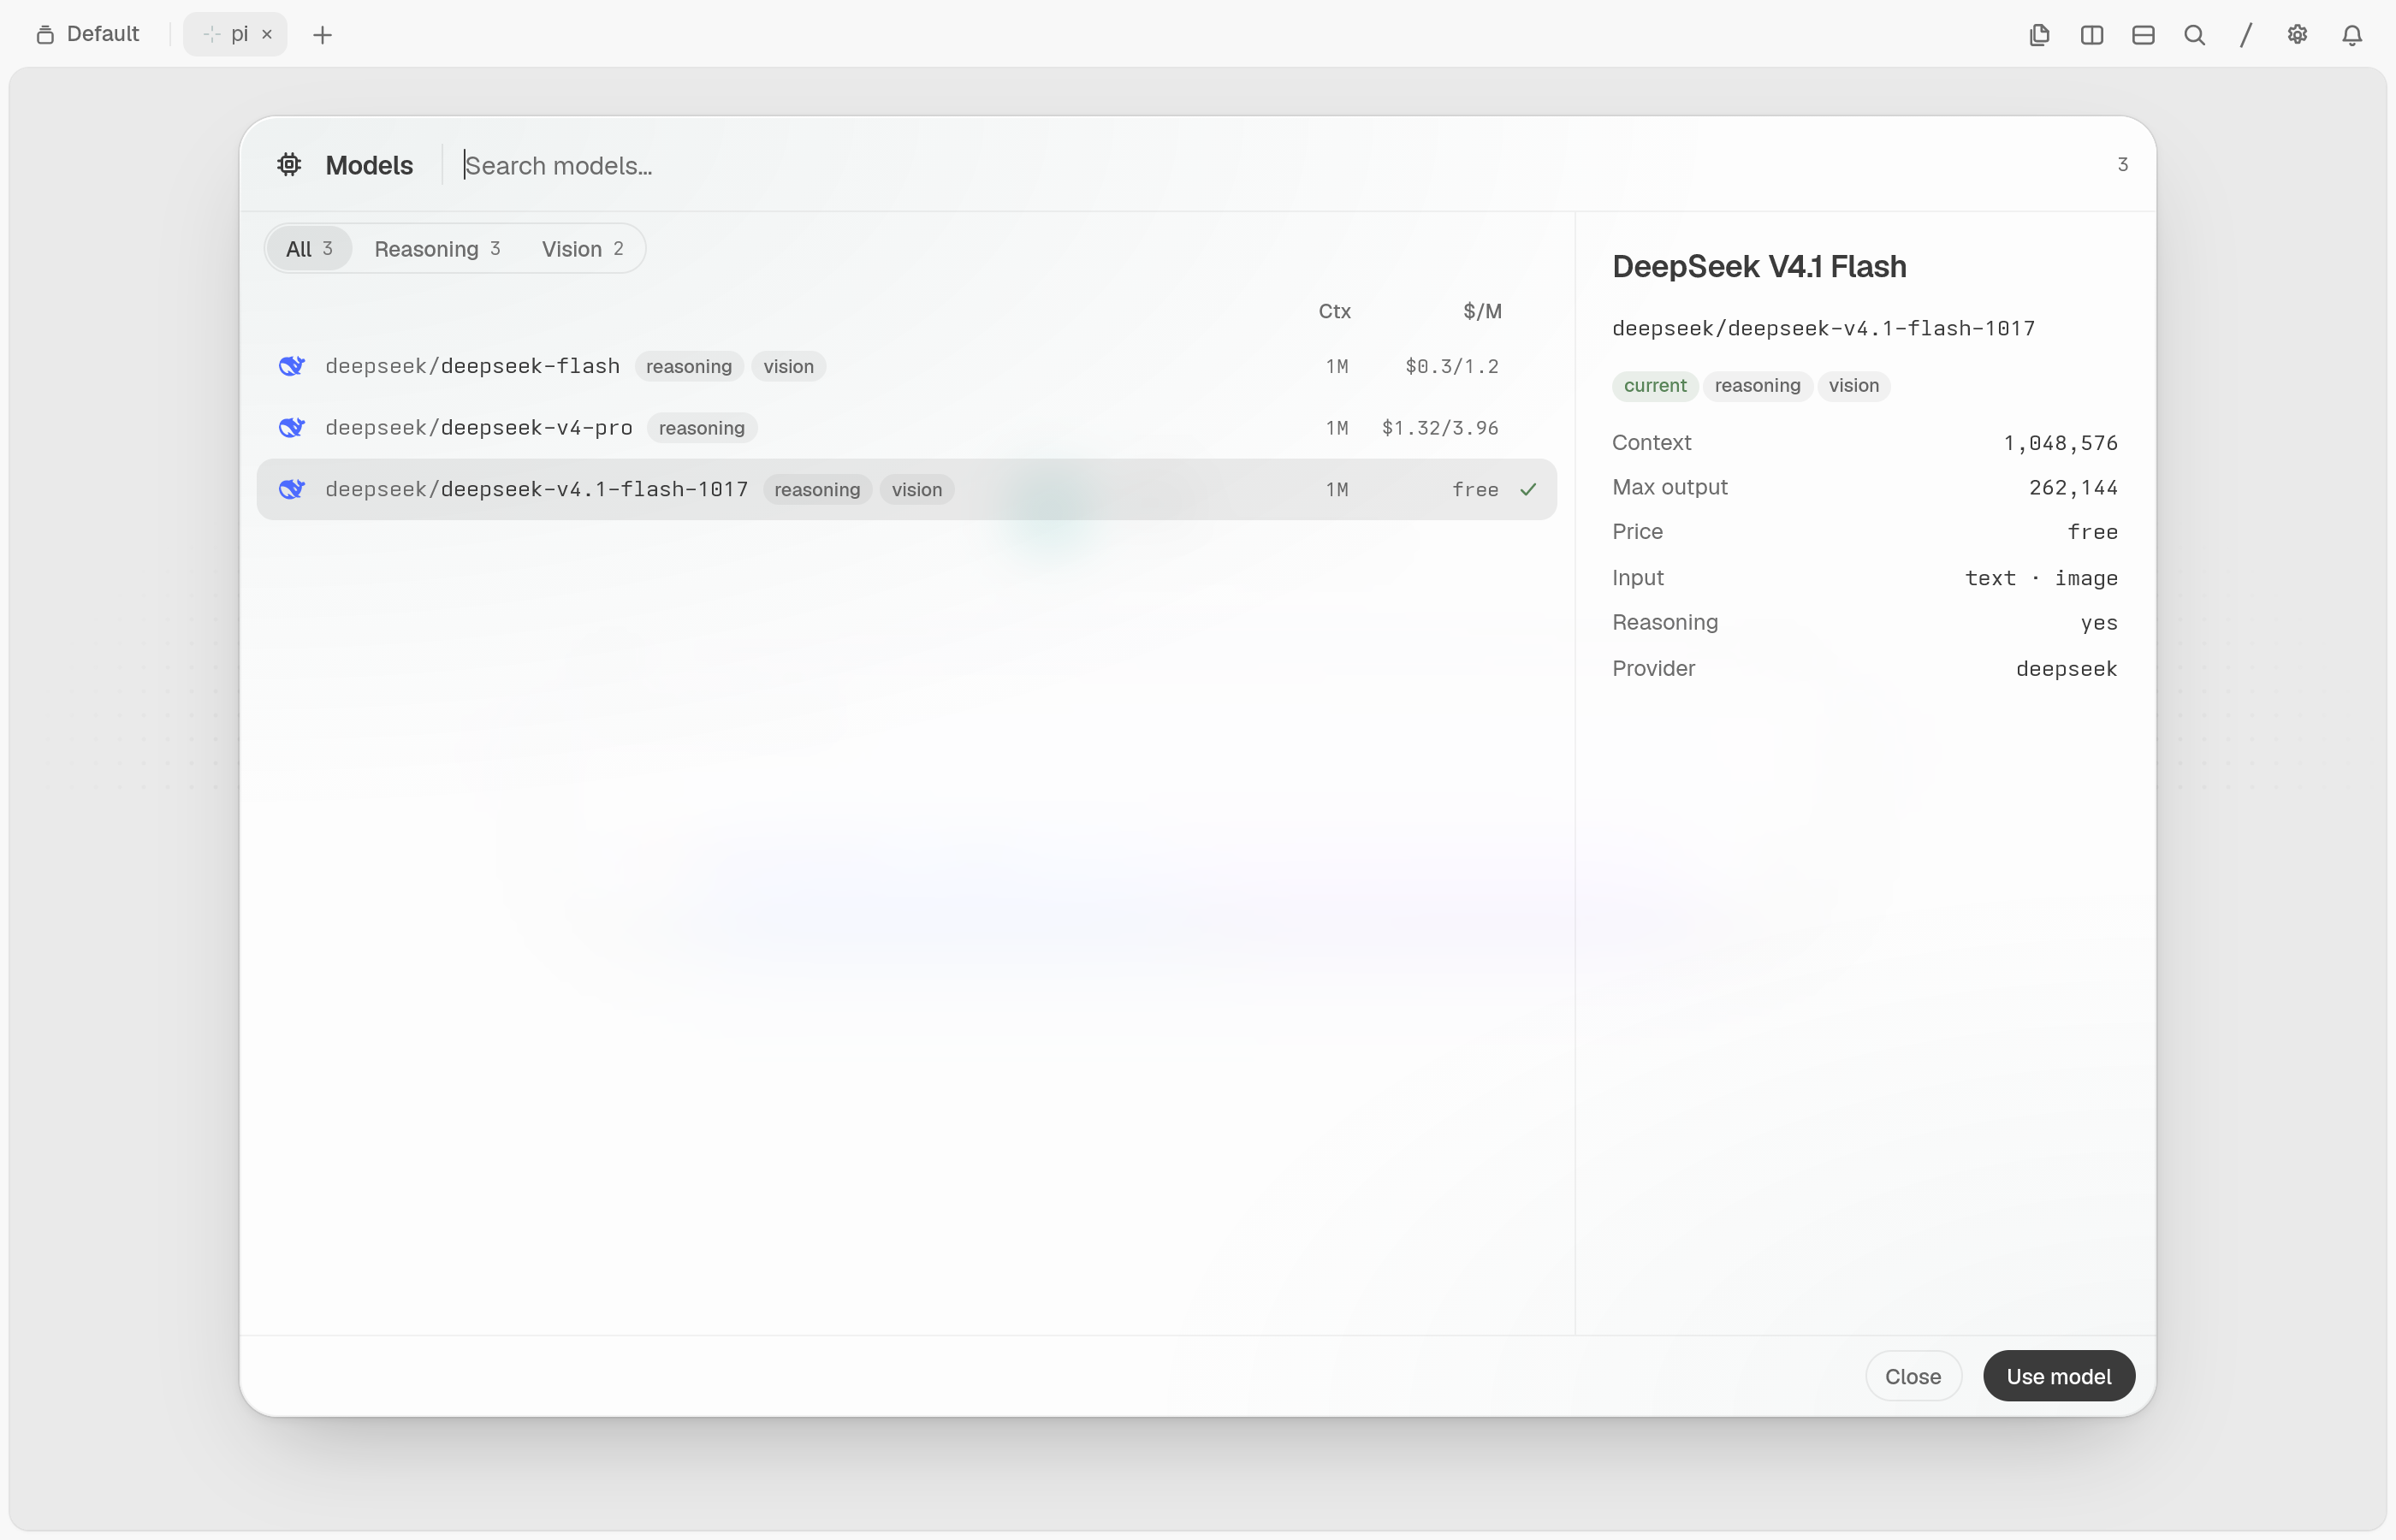 Default
pi
Models
Search models...
3
All 3
Reasoning 3
Vision 2
Ctx
$/M
deepseek/deepseek-flash reasoning vision 1M $0.3/1.2
deepseek/deepseek-v4-pro reasoning 1M $1.32/3.96
deepseek/deepseek-v4.1-flash-1017 reasoning vision 1M free
DeepSeek V4.1 Flash
deepseek/deepseek-v4.1-flash-1017
current reasoning vision
Context 1,048,576
Max output 262,144
Price free
Input text · image
Reasoning yes
Provider deepseek
Close
Use model